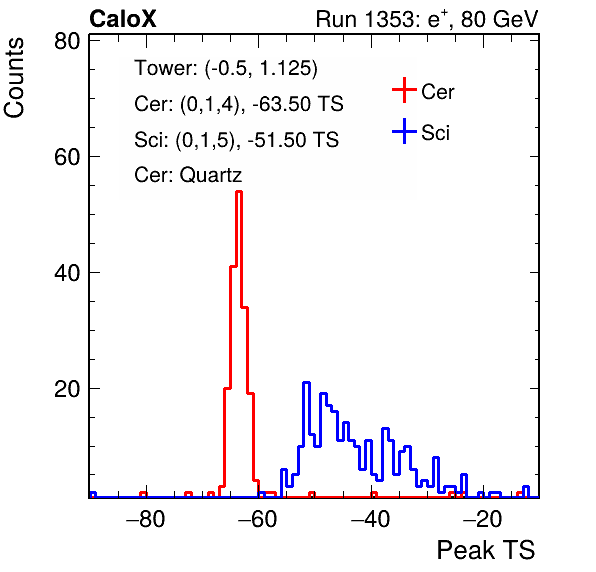 CaloX Run 1353: e⁺, 80 GeV
Counts
80
Tower: (-0.5, 1.125)
Cer: (0,1,4), -63.50 TS
Sci: (0,1,5), -51.50 TS
Cer: Quartz
Cer
Sci
60
40
20
−80 −60 −40 −20
Peak TS